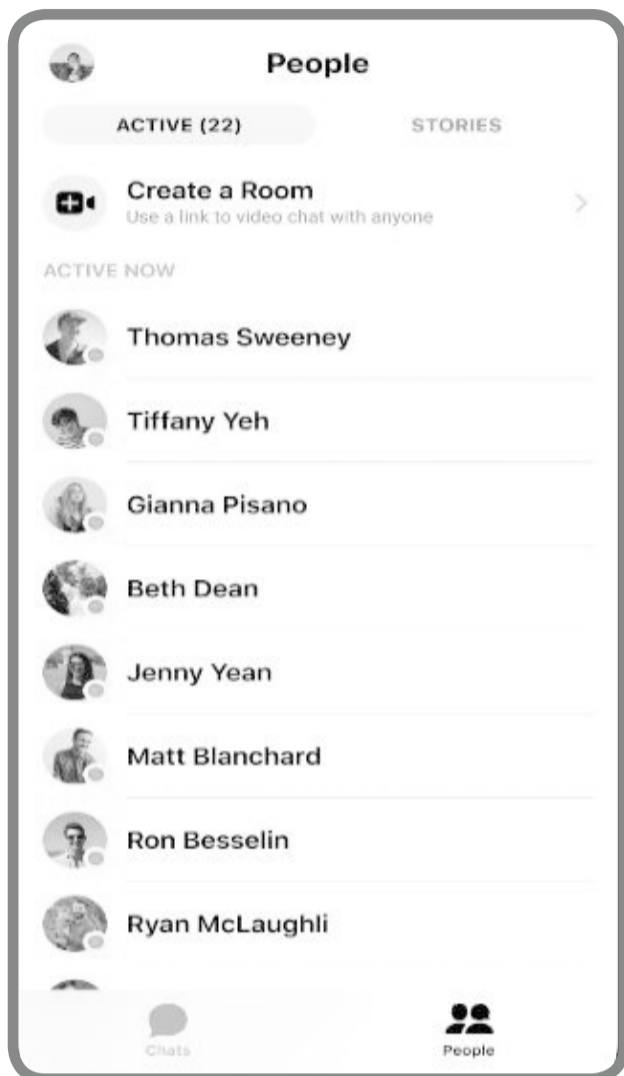 People
ACTIVE (22)
STORIES
Create a Room
Use a link to video chat with anyone
ACTIVE NOW
Thomas Sweeney
Tiffany Yeh
Gianna Pisano
Beth Dean
Jenny Yean
Matt Blanchard
Ron Besselin
Ryan McLaughli
Chats
People